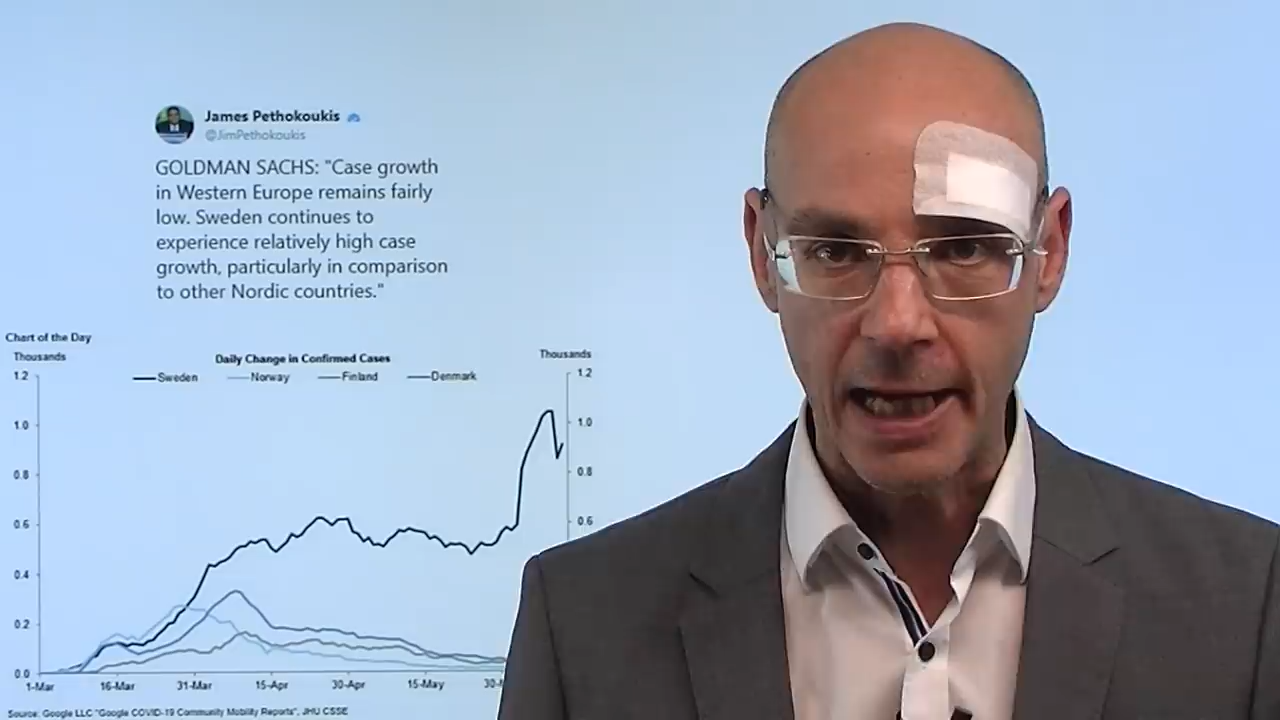 James Pethokoukis
@JimPethokoukis
GOLDMAN SACHS: "Case growth
in Western Europe remains fairly
low. Sweden continues to
experience relatively high case
growth, particularly in comparison
to other Nordic countries."
Chart of the Day
Thousands
Daily Change in Confirmed Cases
Thousands
Sweden Norway Finland Denmark
1.2
1.0
0.8
0.6
0.4
0.2
0.0
1.2
1.0
0.8
0.6
1-Mar 16-Mar 31-Mar 15-Apr 30-Apr 15-May
Source: Google LLC "Google COVID-19 Community Mobility Reports", JHU CSSE